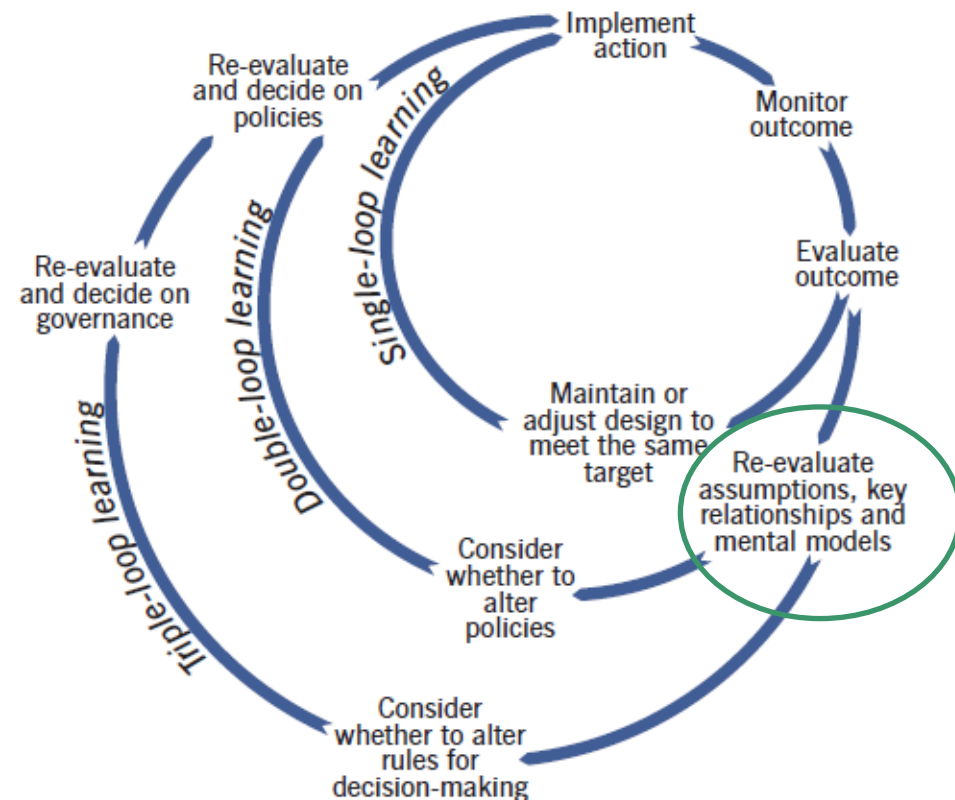 Implement
action
Re-evaluate
and decide on
policies
Monitor
outcome
Single-loop learning
Evaluate
outcome
Double-loop learning
Re-evaluate
and decide on
governance
Maintain or
adjust design to
meet the same
target
Re-evaluate
assumptions, key
relationships and
mental models
Triple-loop learning
Consider
whether to
alter
policies
Consider
whether to alter
rules for
decision-making